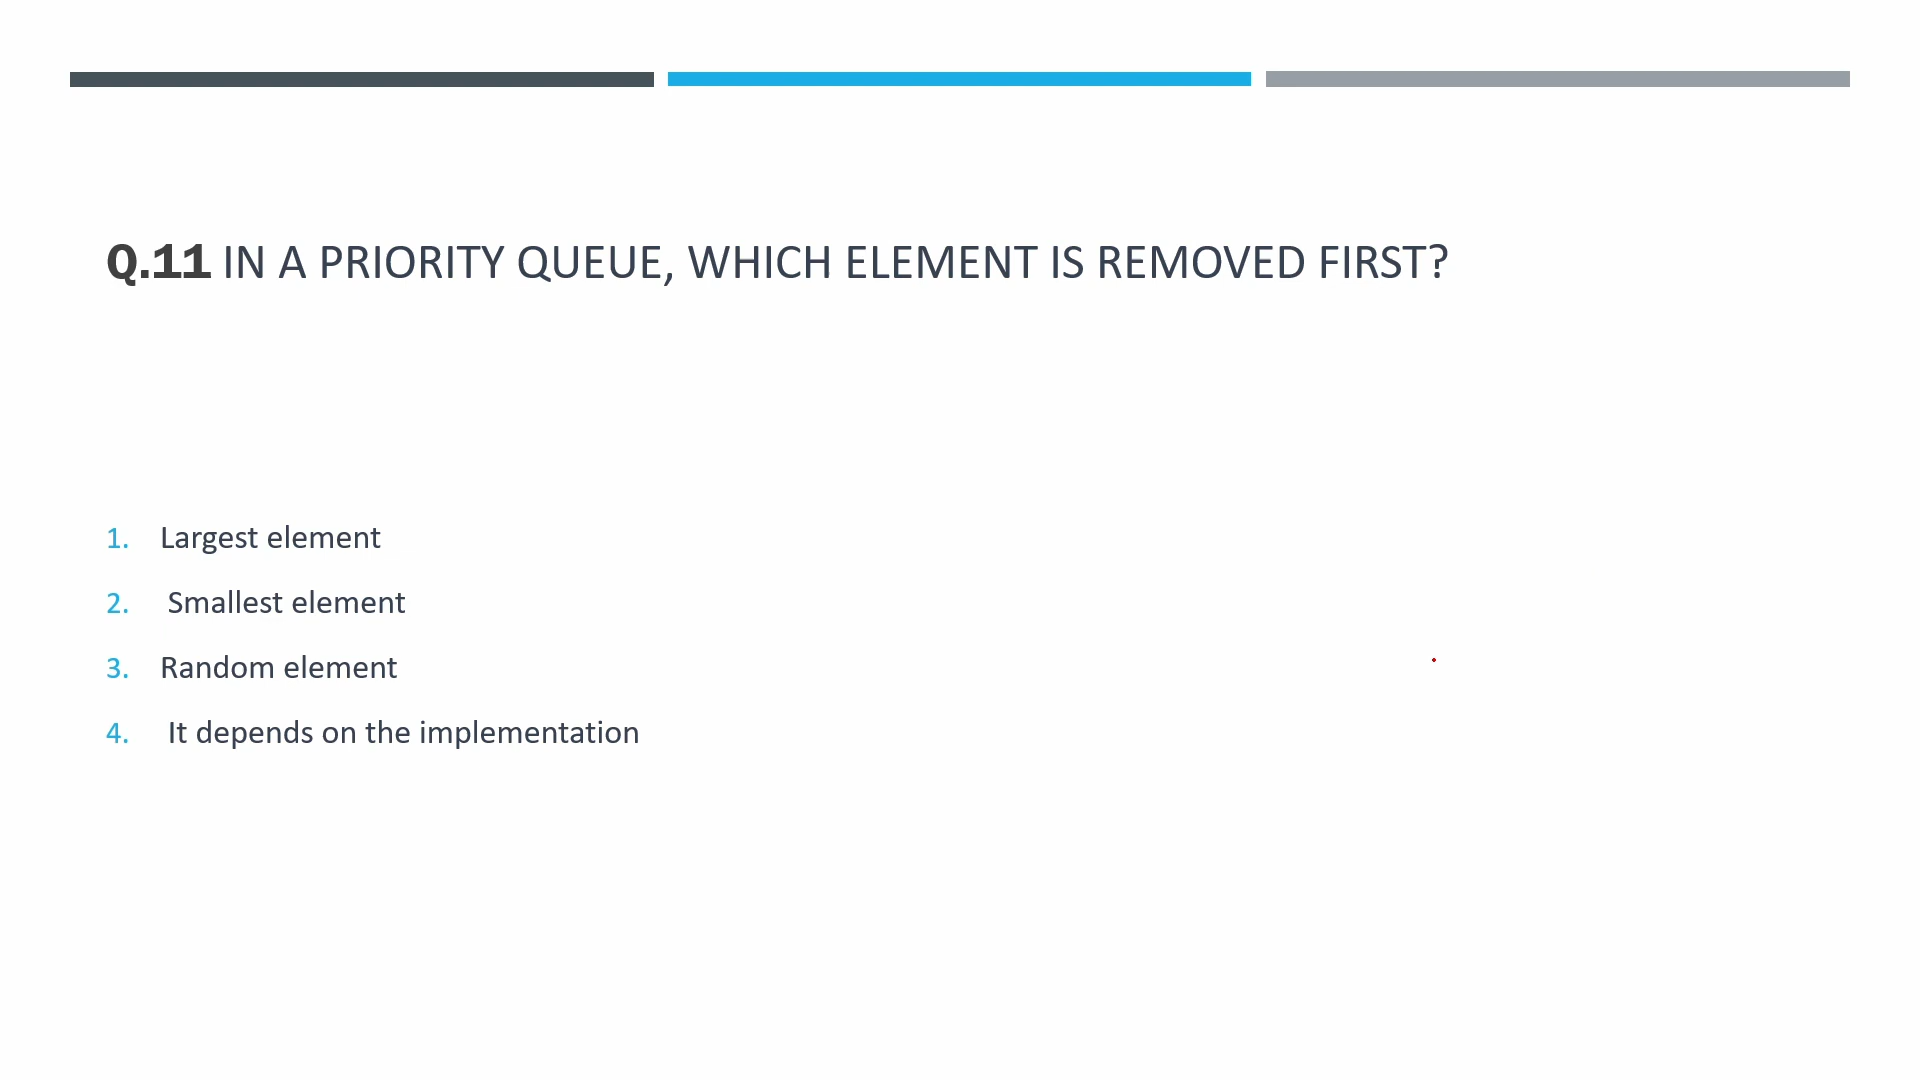 Q.11 IN A PRIORITY QUEUE, WHICH ELEMENT IS REMOVED FIRST?
1. Largest element
2. Smallest element
3. Random element
4. It depends on the implementation